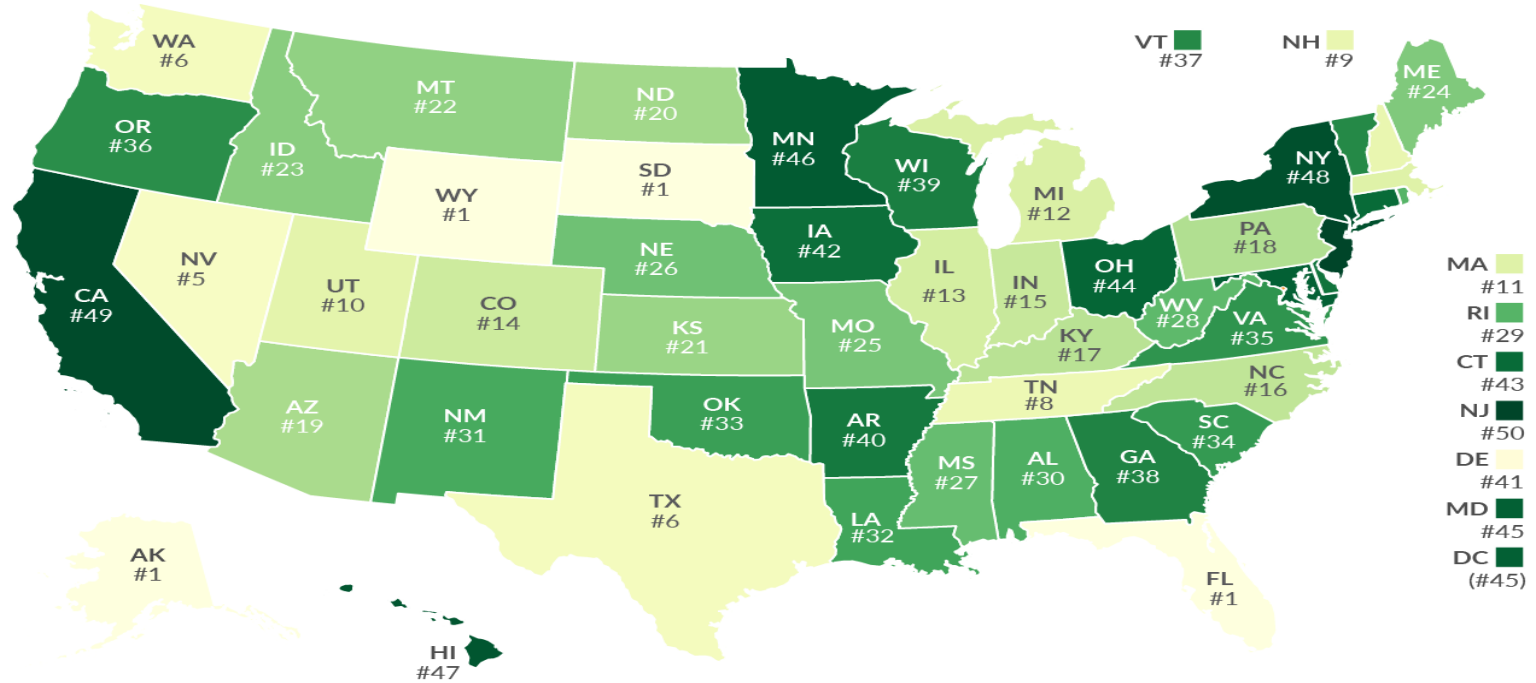 WA
#6
VT
#37
NH
#9
ME
#24
MT
#22
ND
#20
OR
#36
ID
#23
MN
#46
WI
#39
NY
#48
SD
#1
WY
#1
MI
#12
IA
#42
PA
#18
NV
#5
NE
#26
UT
#10
IL
#13
IN
#15
OH
#44
MA
#11
CA
#49
CO
#14
WV
#28
VA
#35
RI
#29
KS
#21
MO
#25
KY
#17
CT
#43
AZ
#19
NM
#31
OK
#33
AR
#40
TN
#8
NC
#16
SC
#34
NJ
#50
MS
#27
AL
#30
GA
#38
DE
#41
TX
#6
LA
#32
MD
#45
AK
#1
FL
#1
DC
(#45)
HI
#47